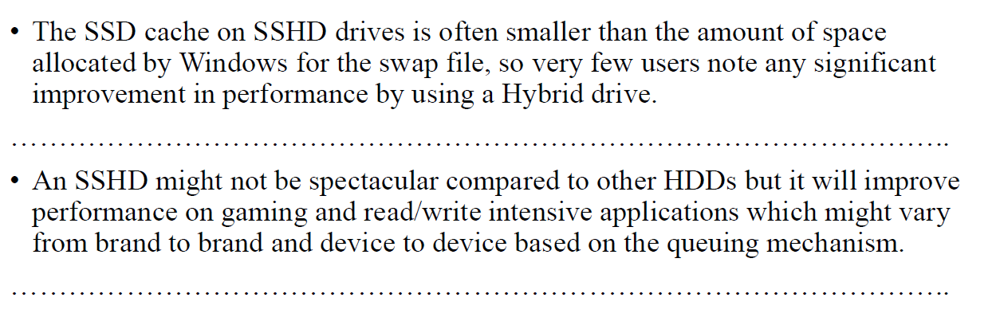 • The SSD cache on SSHD drives is often smaller than the amount of space
allocated by Windows for the swap file, so very few users note any significant
improvement in performance by using a Hybrid drive.
……………………………………………………………………………………….
• An SSHD might not be spectacular compared to other HDDs but it will improve
performance on gaming and read/write intensive applications which might vary
from brand to brand and device to device based on the queuing mechanism.
……………………………………………………………………………………….